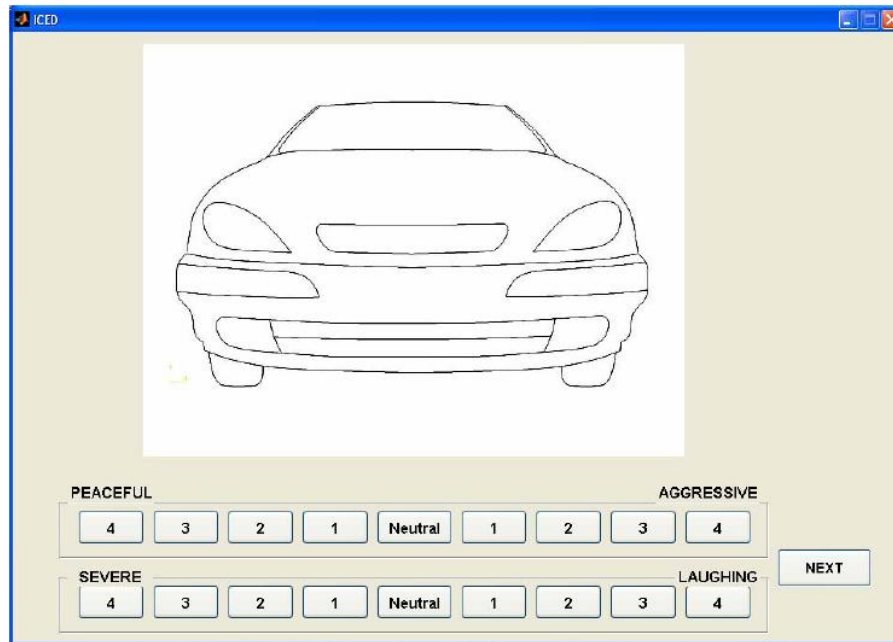 ICED
PEACEFUL AGGRESSIVE
4 3 2 1 Neutral 1 2 3 4
SEVERE LAUGHING
4 3 2 1 Neutral 1 2 3 4
NEXT